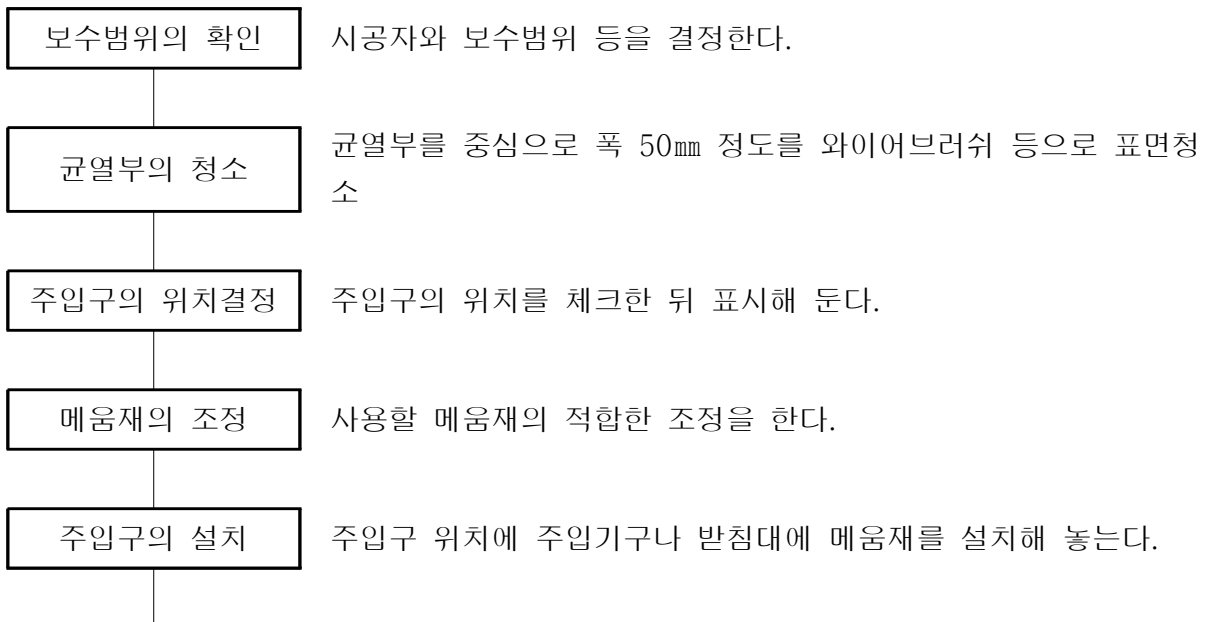 보수범위의 확인 시공자와 보수범위 등을 결정한다.
균열부의 청소 균열부를 중심으로 폭 50㎜ 정도를 와이어브러쉬 등으로 표면청
소
주입구의 위치결정 주입구의 위치를 체크한 뒤 표시해 둔다.
메움재의 조정 사용할 메움재의 적합한 조정을 한다.
주입구의 설치 주입구 위치에 주입기구나 받침대에 메움재를 설치해 놓는다.